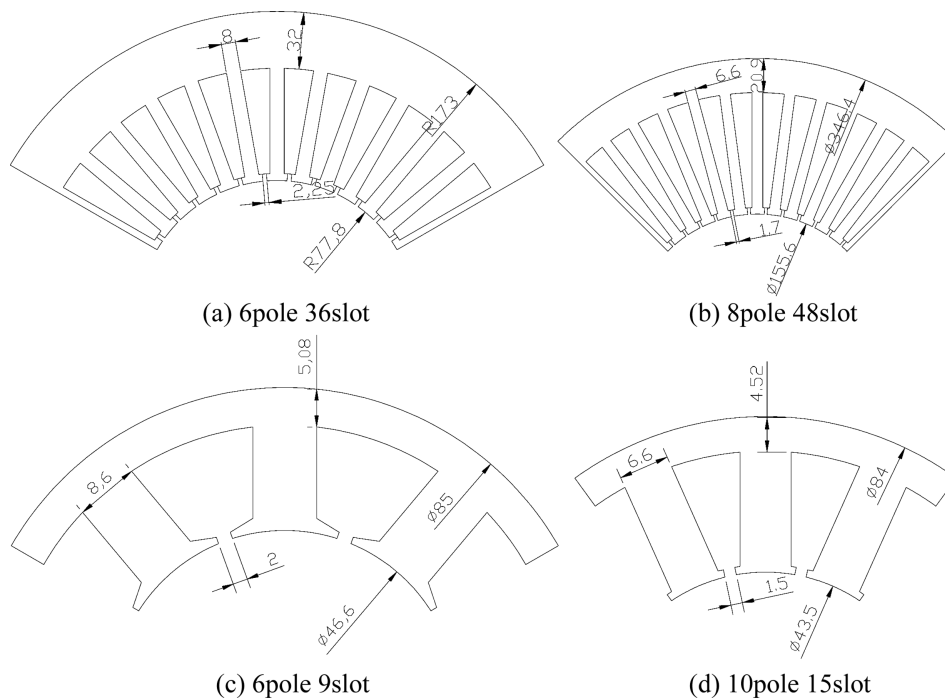 8
32
R173
2,25
R77,8
(a) 6pole 36slot
6.6
20.9
Ø346.4
1.7
Ø155.6
(b) 8pole 48slot
5,08
8,6
Ø85
2
Ø46,6
(c) 6pole 9slot
4.52
6.6
Ø84
1.5
Ø43.5
(d) 10pole 15slot